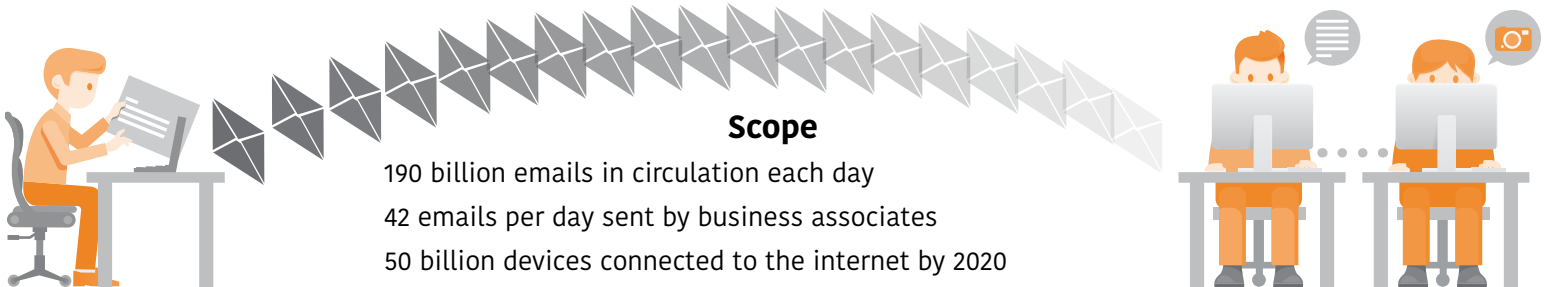 Scope
190 billion emails in circulation each day
42 emails per day sent by business associates
50 billion devices connected to the internet by 2020